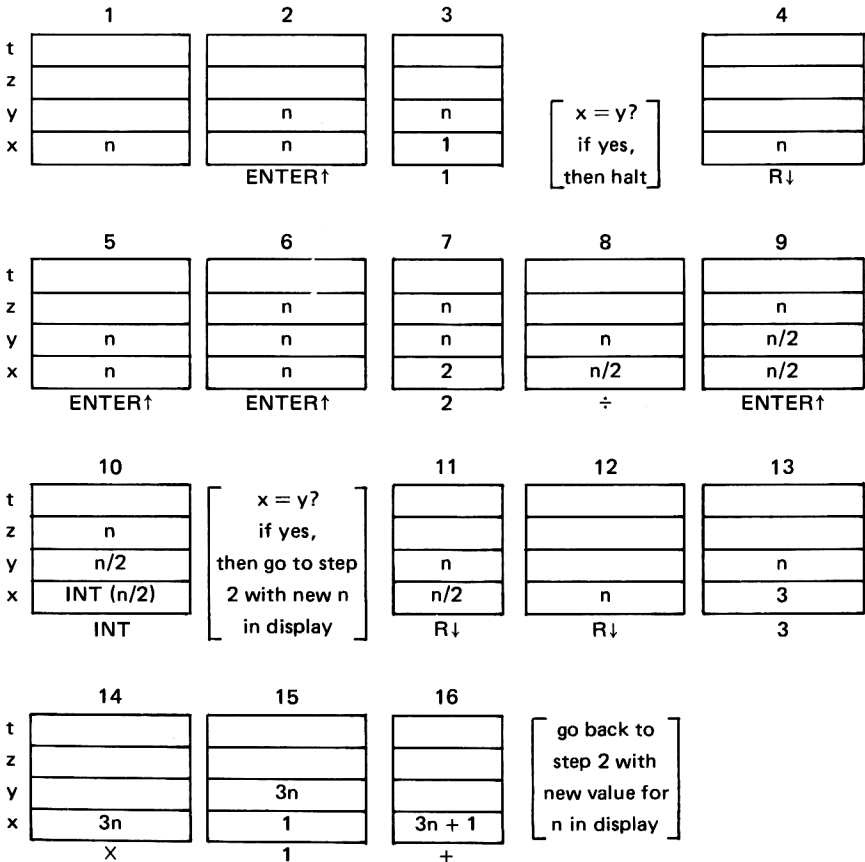 1 2 3 4
t
z
y n n
x n n 1 n
ENTER↑ 1 R↓
x = y?
if yes,
then halt
5 6 7 8 9
t
z n n n
y n n n n n/2
x n n 2 n/2 n/2
ENTER↑ ENTER↑ 2 ÷ ENTER↑
10 11 12 13
t
z n
y n/2 n n
x INT (n/2) n/2 n 3
INT R↓ R↓ 3
x = y?
if yes,
then go to step
2 with new n
in display
14 15 16
t
z
y 3n
x 3n 1 3n + 1
X 1 +
go back to
step 2 with
new value for
n in display